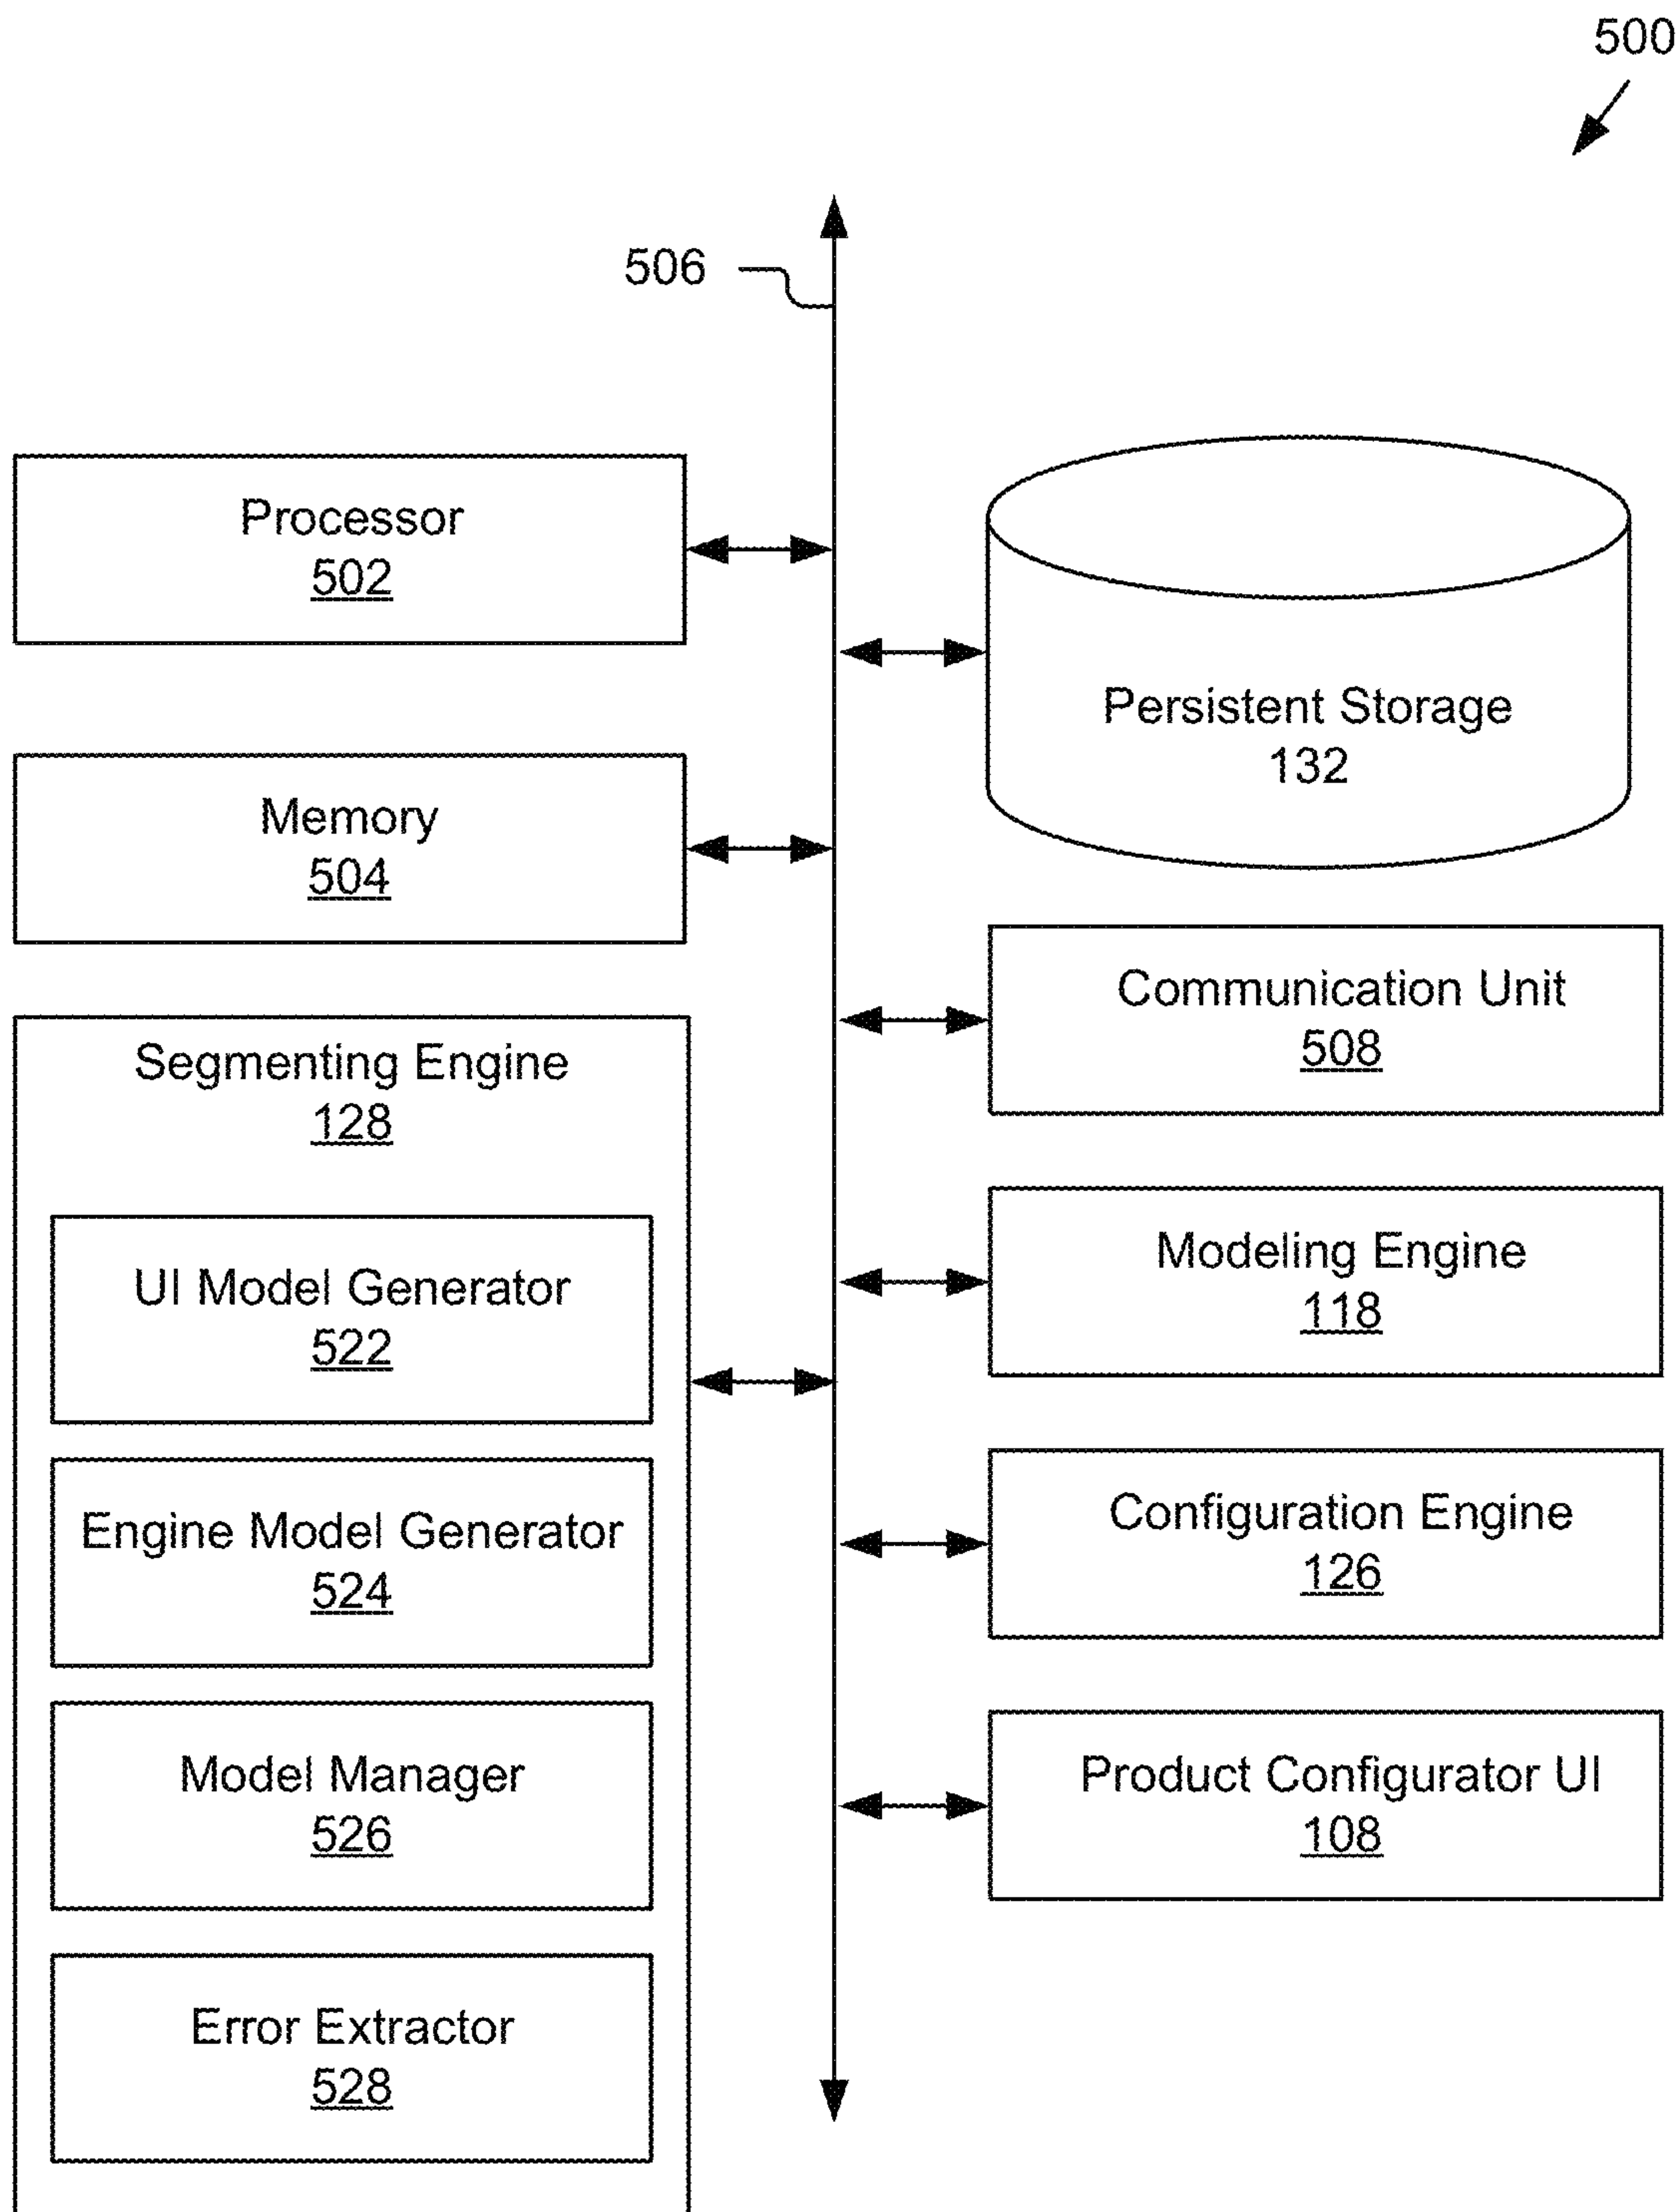 500
506
Processor
502
Persistent Storage
132
Memory
504
Communication Unit
508
Segmenting Engine
128
UI Model Generator
522
Engine Model Generator
524
Model Manager
526
Error Extractor
528
Modeling Engine
118
Configuration Engine
126
Product Configurator UI
108